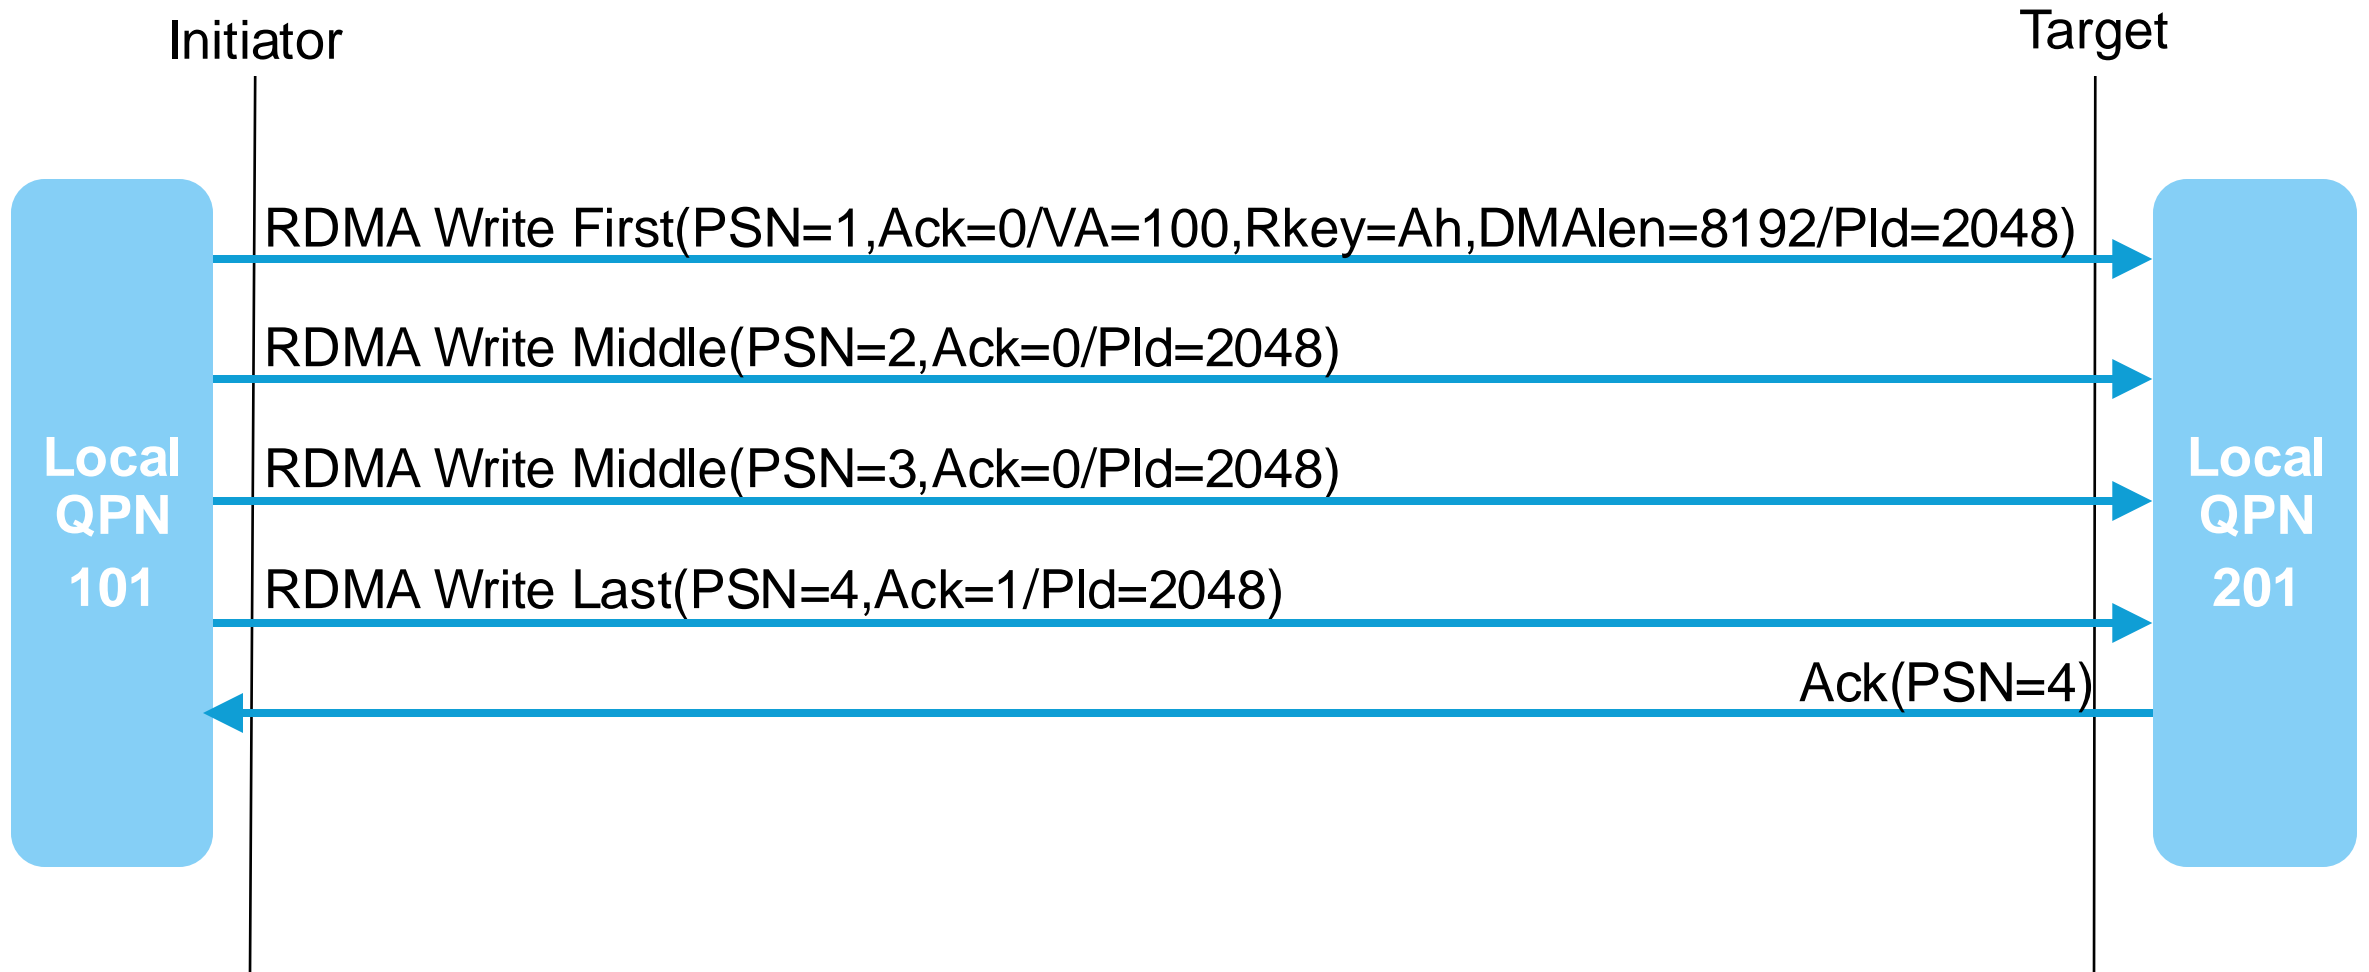 Initiator
Target
RDMA Write First(PSN=1,Ack=0/VA=100,Rkey=Ah,DMAlen=8192/Pld=2048)
RDMA Write Middle(PSN=2,Ack=0/Pld=2048)
RDMA Write Middle(PSN=3,Ack=0/Pld=2048)
RDMA Write Last(PSN=4,Ack=1/Pld=2048)
Ack(PSN=4)
Local
QPN
101
Local
QPN
201